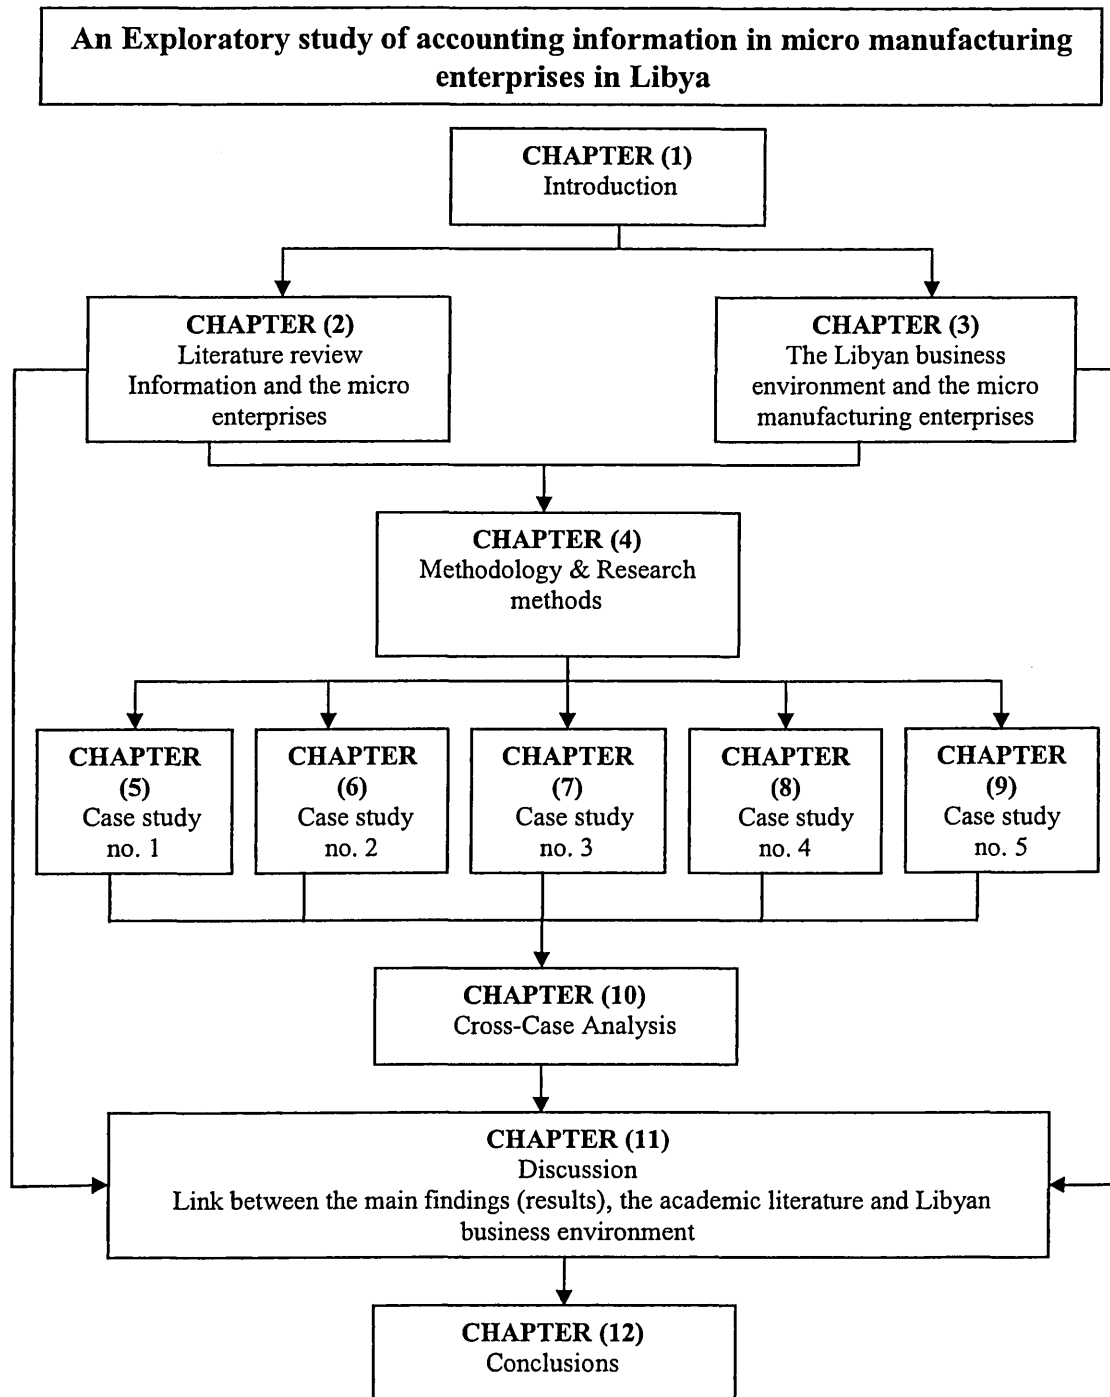 An Exploratory study of accounting information in micro manufacturing
enterprises in Libya
CHAPTER (1)
Introduction
CHAPTER (2)
Literature review
Information and the micro
enterprises
CHAPTER (3)
The Libyan business
environment and the micro
manufacturing enterprises
CHAPTER (4)
Methodology & Research
methods
CHAPTER
(5)
Case study
no. 1
CHAPTER
(6)
Case study
no. 2
CHAPTER
(7)
Case study
no. 3
CHAPTER
(8)
Case study
no. 4
CHAPTER
(9)
Case study
no. 5
CHAPTER (10)
Cross-Case Analysis
CHAPTER (11)
Discussion
Link between the main findings (results), the academic literature and Libyan
business environment
CHAPTER (12)
Conclusions